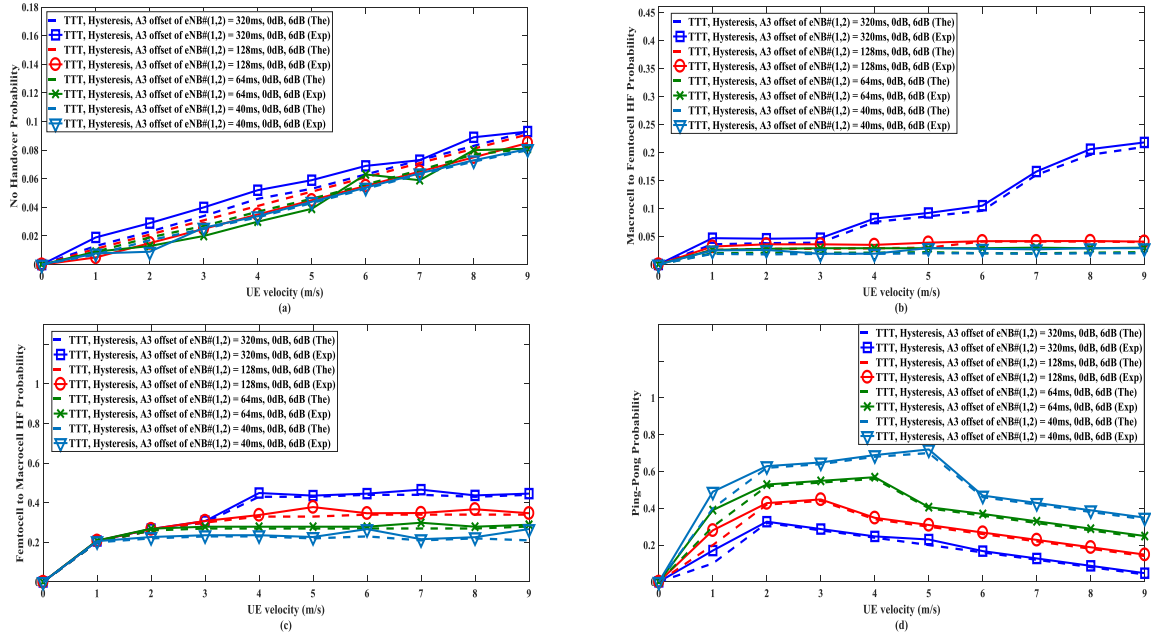 0.18
0.16
0.14
0.12
0.1
0.08
0.06
0.04
0.02
No Handover Probability
TTT, Hysteresis, A3 offset of eNB#(1,2) = 320ms, 0dB, 6dB (The)
TTT, Hysteresis, A3 offset of eNB#(1,2) = 320ms, 0dB, 6dB (Exp)
TTT, Hysteresis, A3 offset of eNB#(1,2) = 128ms, 0dB, 6dB (The)
TTT, Hysteresis, A3 offset of eNB#(1,2) = 128ms, 0dB, 6dB (Exp)
TTT, Hysteresis, A3 offset of eNB#(1,2) = 64ms, 0dB, 6dB (The)
TTT, Hysteresis, A3 offset of eNB#(1,2) = 64ms, 0dB, 6dB (Exp)
TTT, Hysteresis, A3 offset of eNB#(1,2) = 40ms, 0dB, 6dB (The)
TTT, Hysteresis, A3 offset of eNB#(1,2) = 40ms, 0dB, 6dB (Exp)
0 1 2 3 4 5 6 7 8 9
UE velocity (m/s)
(a)
0.45
0.4
0.35
0.3
0.25
0.2
0.15
0.1
0.05
0
Macrocell to Femtocell HF Probability
TTT, Hysteresis, A3 offset of eNB#(1,2) = 320ms, 0dB, 6dB (The)
TTT, Hysteresis, A3 offset of eNB#(1,2) = 320ms, 0dB, 6dB (Exp)
TTT, Hysteresis, A3 offset of eNB#(1,2) = 128ms, 0dB, 6dB (The)
TTT, Hysteresis, A3 offset of eNB#(1,2) = 128ms, 0dB, 6dB (Exp)
TTT, Hysteresis, A3 offset of eNB#(1,2) = 64ms, 0dB, 6dB (The)
TTT, Hysteresis, A3 offset of eNB#(1,2) = 64ms, 0dB, 6dB (Exp)
TTT, Hysteresis, A3 offset of eNB#(1,2) = 40ms, 0dB, 6dB (The)
TTT, Hysteresis, A3 offset of eNB#(1,2) = 40ms, 0dB, 6dB (Exp)
0 1 2 3 4 5 6 7 8 9
UE velocity (m/s)
(b)
1
0.8
0.6
0.4
0.2
0
Femtocell to Macrocell HF Probability
TTT, Hysteresis, A3 offset of eNB#(1,2) = 320ms, 0dB, 6dB (The)
TTT, Hysteresis, A3 offset of eNB#(1,2) = 320ms, 0dB, 6dB (Exp)
TTT, Hysteresis, A3 offset of eNB#(1,2) = 128ms, 0dB, 6dB (The)
TTT, Hysteresis, A3 offset of eNB#(1,2) = 128ms, 0dB, 6dB (Exp)
TTT, Hysteresis, A3 offset of eNB#(1,2) = 64ms, 0dB, 6dB (The)
TTT, Hysteresis, A3 offset of eNB#(1,2) = 64ms, 0dB, 6dB (Exp)
TTT, Hysteresis, A3 offset of eNB#(1,2) = 40ms, 0dB, 6dB (The)
TTT, Hysteresis, A3 offset of eNB#(1,2) = 40ms, 0dB, 6dB (Exp)
0 1 2 3 4 5 6 7 8 9
UE velocity (m/s)
(c)
1
0.8
0.6
0.4
0.2
0
Ping-Pong Probability
TTT, Hysteresis, A3 offset of eNB#(1,2) = 320ms, 0dB, 6dB (The)
TTT, Hysteresis, A3 offset of eNB#(1,2) = 320ms, 0dB, 6dB (Exp)
TTT, Hysteresis, A3 offset of eNB#(1,2) = 128ms, 0dB, 6dB (The)
TTT, Hysteresis, A3 offset of eNB#(1,2) = 128ms, 0dB, 6dB (Exp)
TTT, Hysteresis, A3 offset of eNB#(1,2) = 64ms, 0dB, 6dB (The)
TTT, Hysteresis, A3 offset of eNB#(1,2) = 64ms, 0dB, 6dB (Exp)
TTT, Hysteresis, A3 offset of eNB#(1,2) = 40ms, 0dB, 6dB (The)
TTT, Hysteresis, A3 offset of eNB#(1,2) = 40ms, 0dB, 6dB (Exp)
0 1 2 3 4 5 6 7 8 9
UE velocity (m/s)
(d)